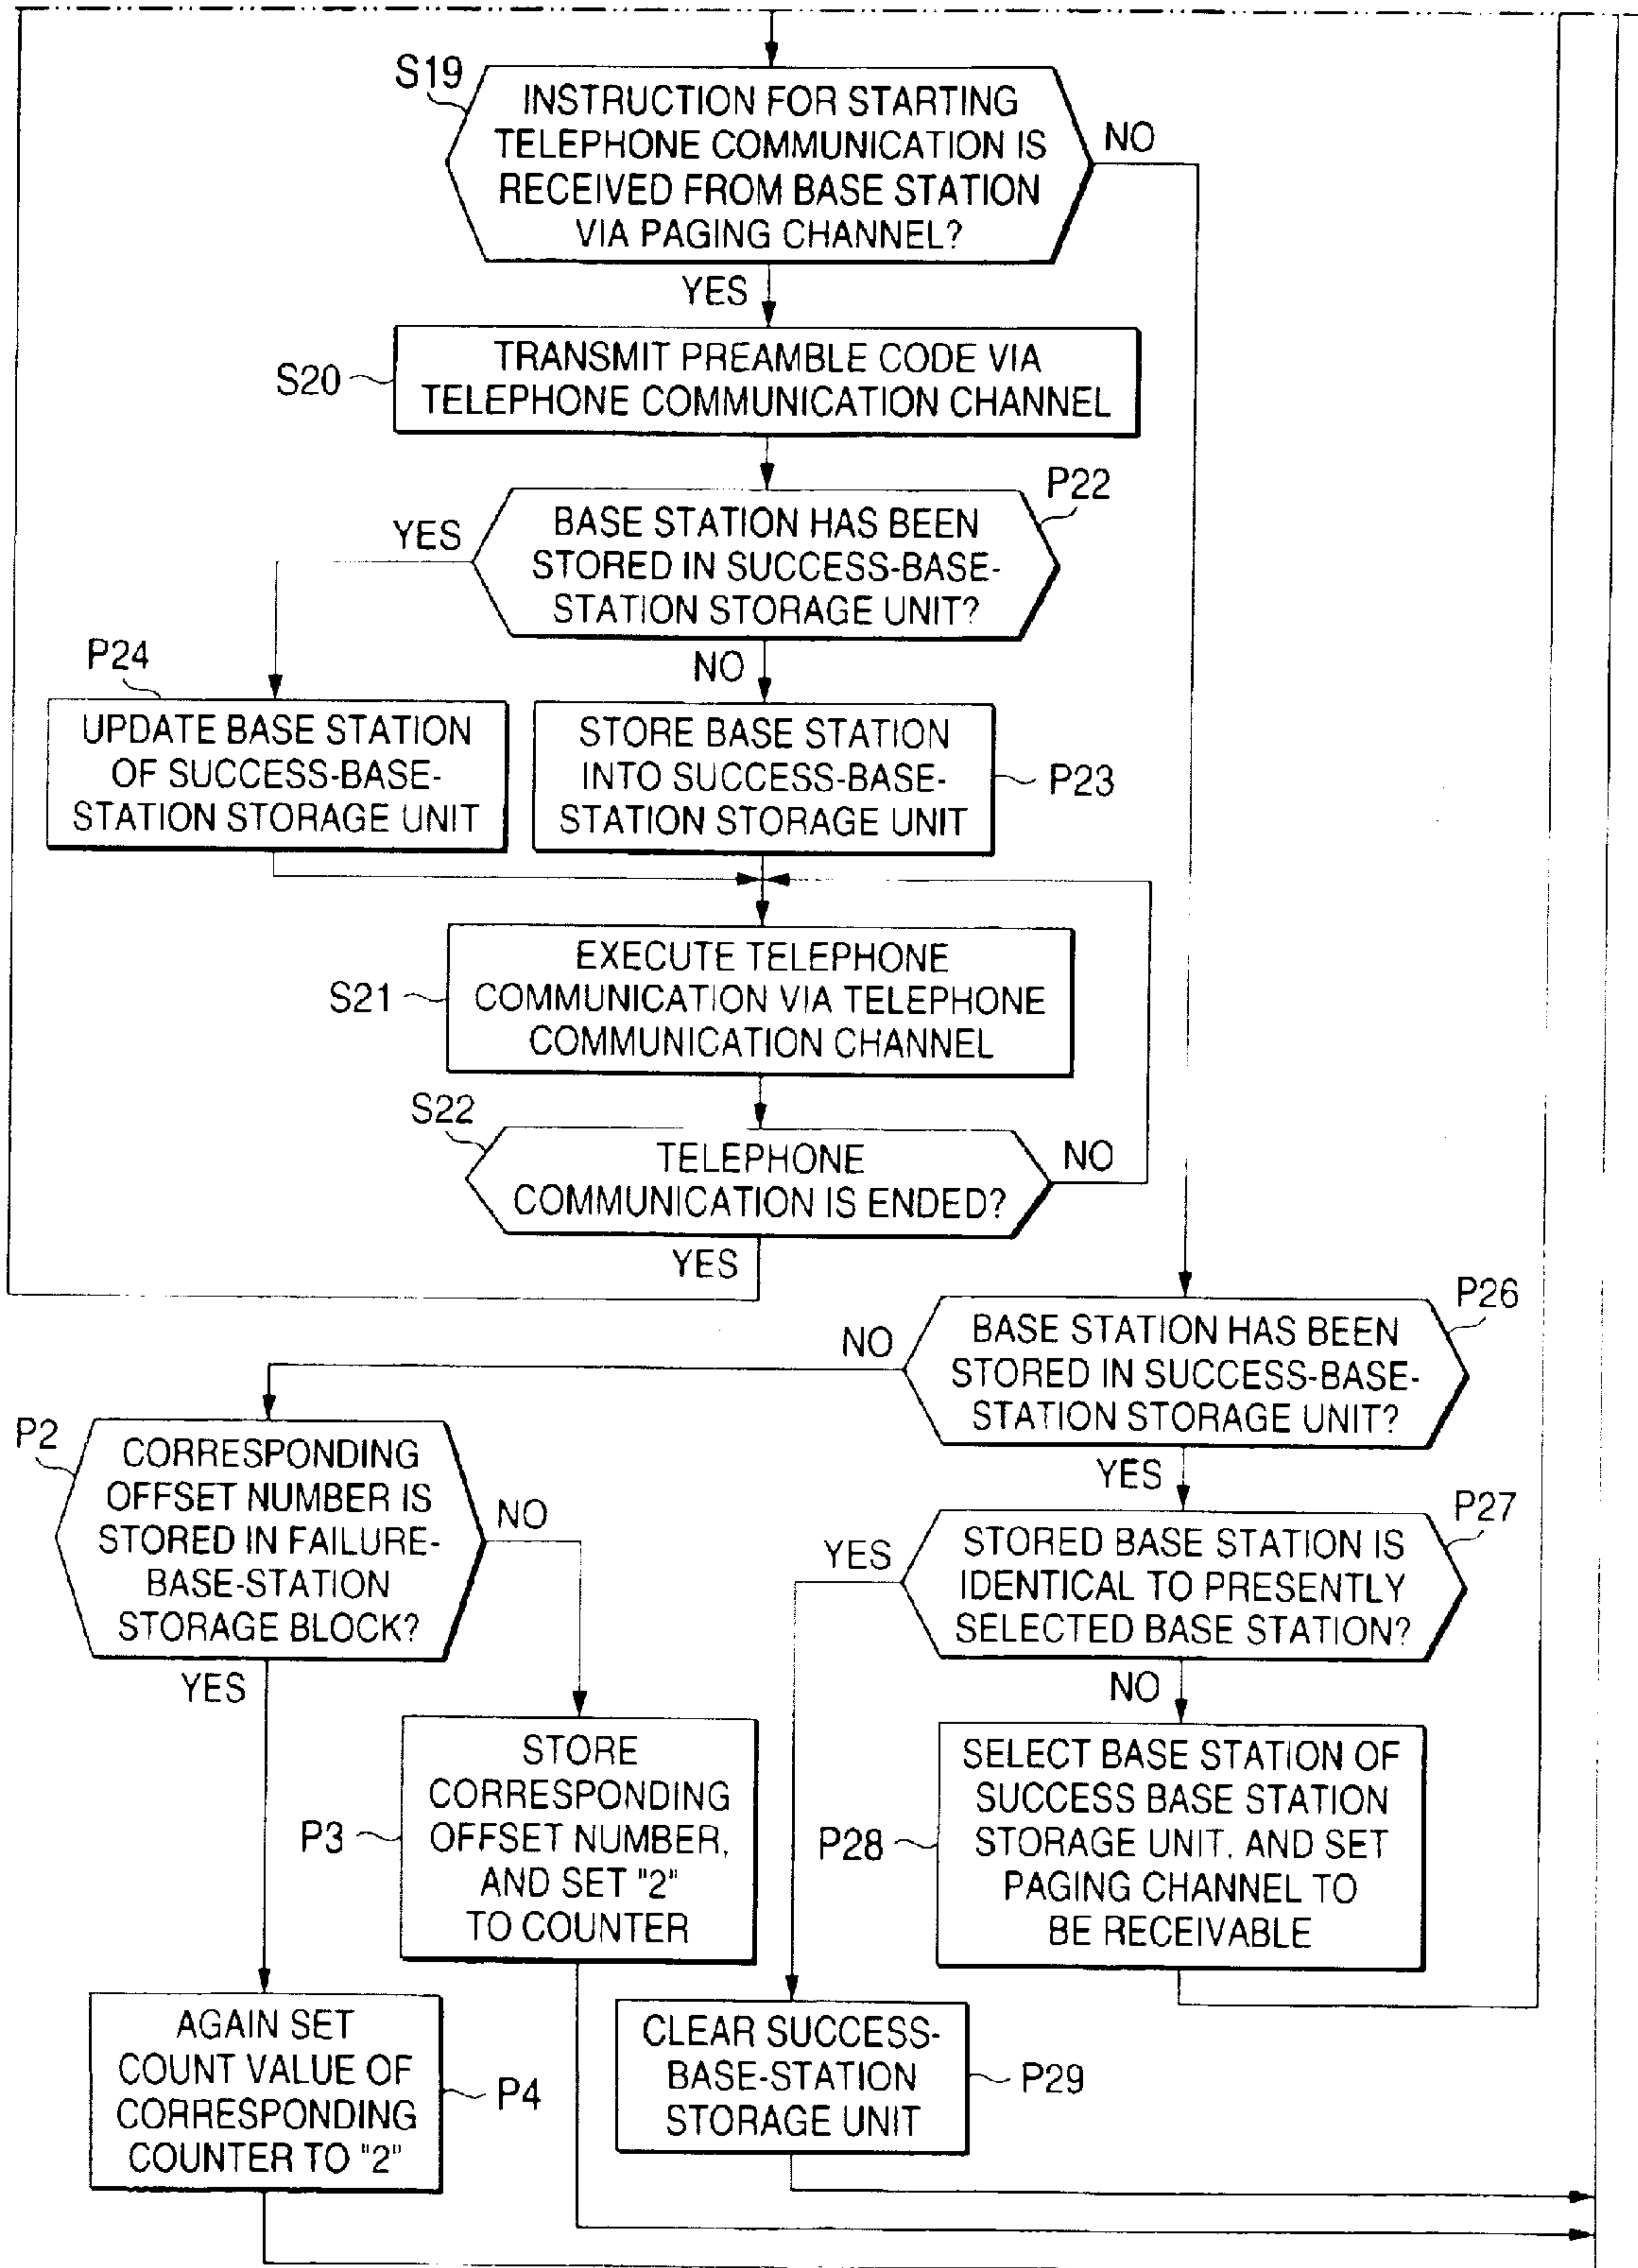 S19
INSTRUCTION FOR STARTING
TELEPHONE COMMUNICATION IS
RECEIVED FROM BASE STATION
VIA PAGING CHANNEL?
NO
YES
S20
TRANSMIT PREAMBLE CODE VIA
TELEPHONE COMMUNICATION CHANNEL
P22
BASE STATION HAS BEEN
STORED IN SUCCESS-BASE-
STATION STORAGE UNIT?
YES
NO
P24
UPDATE BASE STATION
OF SUCCESS-BASE-
STATION STORAGE UNIT
STORE BASE STATION
INTO SUCCESS-BASE-
STATION STORAGE UNIT
P23
S21
EXECUTE TELEPHONE
COMMUNICATION VIA TELEPHONE
COMMUNICATION CHANNEL
S22
TELEPHONE
COMMUNICATION IS ENDED?
NO
YES
P26
BASE STATION HAS BEEN
STORED IN SUCCESS-BASE-
STATION STORAGE UNIT?
NO
YES
P2
CORRESPONDING
OFFSET NUMBER IS
STORED IN FAILURE-
BASE-STATION
STORAGE BLOCK?
NO
YES
P27
STORED BASE STATION IS
IDENTICAL TO PRESENTLY
SELECTED BASE STATION?
YES
NO
P3
STORE
CORRESPONDING
OFFSET NUMBER,
AND SET "2"
TO COUNTER
P28
SELECT BASE STATION OF
SUCCESS BASE STATION
STORAGE UNIT. AND SET
PAGING CHANNEL TO
BE RECEIVABLE
AGAIN SET
COUNT VALUE OF
CORRESPONDING
COUNTER TO "2"
P4
CLEAR SUCCESS-
BASE-STATION
STORAGE UNIT
P29